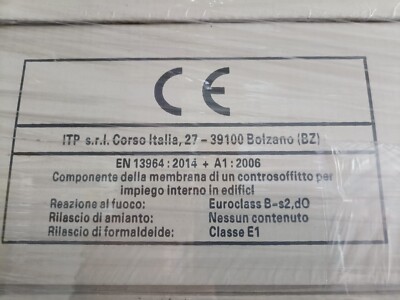 CE
ITP s.r.l. Corso Italia, 27 – 39100 Bolzano (BZ)
EN 13964 : 2014 + A1 : 2006
Componente della membrana di un controsoffitto per
impiego interno in edifici
Reazione al fuoco: Euroclass B-s2,d0
Rilascio di amianto: Nessun contenuto
Rilascio di formaldeide: Classe E1